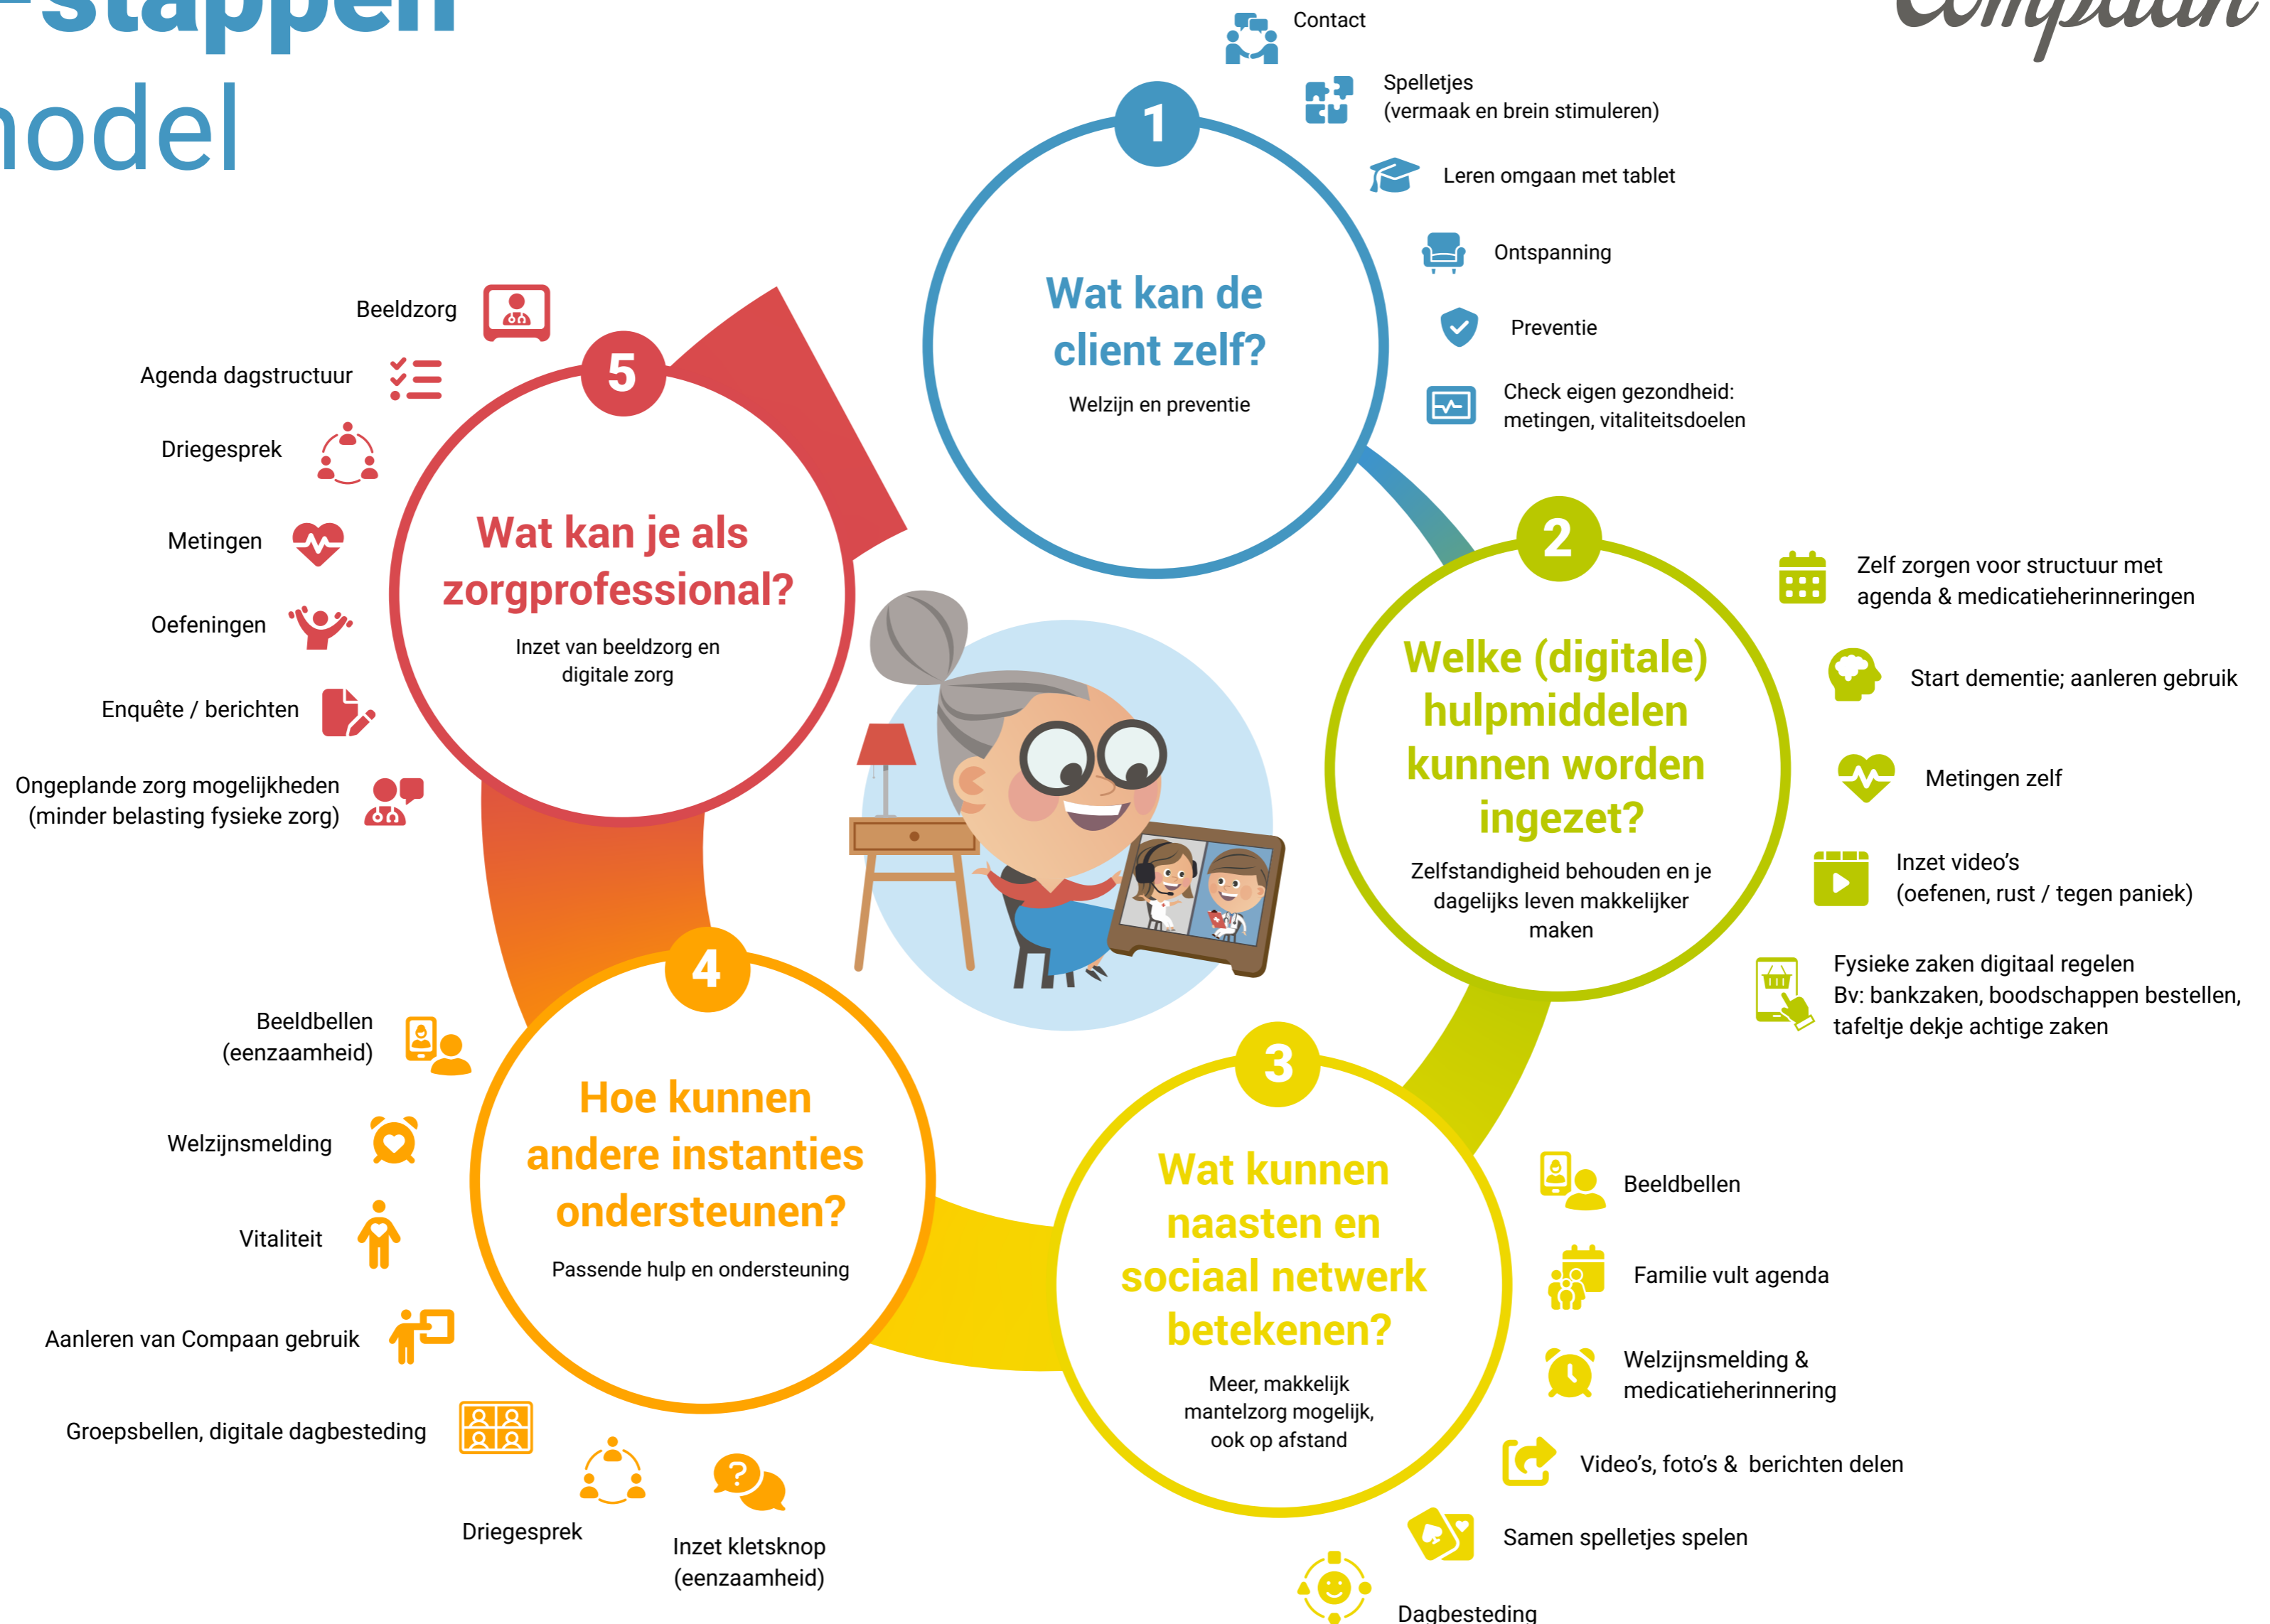 -stappen
model
Compaan
1
Wat kan de
client zelf?
Welzijn en preventie
Contact
Spelletjes
(vermaak en brein stimuleren)
Leren omgaan met tablet
Ontspanning
Preventie
Check eigen gezondheid:
metingen, vitaliteitsdoelen
2
Welke (digitale)
hulpmiddelen
kunnen worden
ingezet?
Zelfstandigheid behouden en je
dagelijks leven makkelijker
maken
Zelf zorgen voor structuur met
agenda & medicatieherinneringen
Start dementie; aanleren gebruik
Metingen zelf
Inzet video's
(oefenen, rust / tegen paniek)
Fysieke zaken digitaal regelen
Bv: bankzaken, boodschappen bestellen,
tafeltje dekje achtige zaken
3
Wat kunnen
naasten en
sociaal netwerk
betekenen?
Meer, makkelijk
mantelzorg mogelijk,
ook op afstand
Beeldbellen
Familie vult agenda
Welzijnsmelding &
medicatieherinnering
Video's, foto's & berichten delen
Samen spelletjes spelen
Dagbesteding
4
Hoe kunnen
andere instanties
ondersteunen?
Passende hulp en ondersteuning
Beeldbellen
(eenzaamheid)
Welzijnsmelding
Vitaliteit
Aanleren van Compaan gebruik
Groepsbellen, digitale dagbesteding
Driegesprek
Inzet kletsknop
(eenzaamheid)
5
Wat kan je als
zorgprofessional?
Inzet van beeldzorg en
digitale zorg
Beeldzorg
Agenda dagstructuur
Driegesprek
Metingen
Oefeningen
Enquête / berichten
Ongeplande zorg mogelijkheden
(minder belasting fysieke zorg)